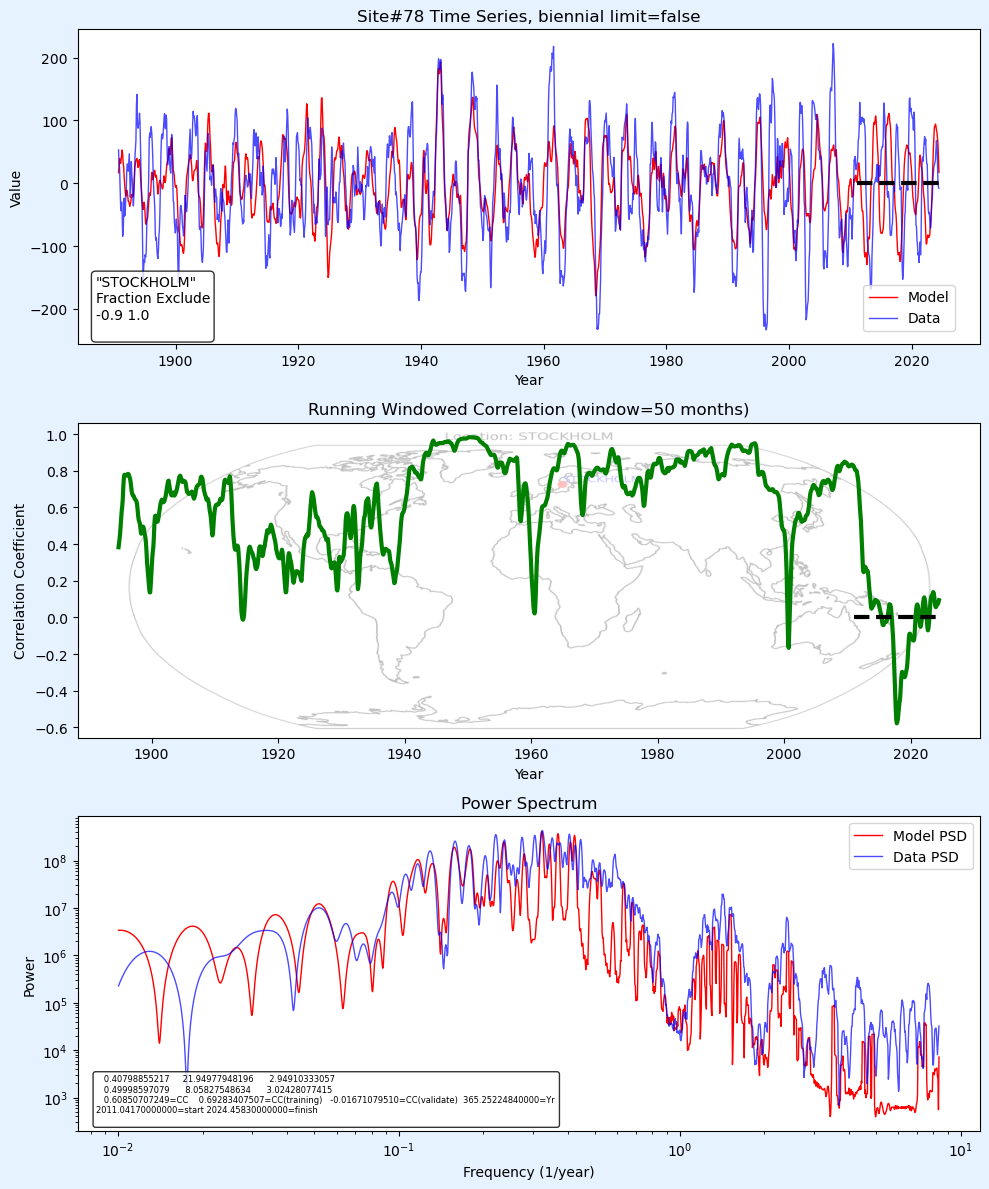 Site#78 Time Series, biennial limit=false
200
100
0
−100
−200
Value
"STOCKHOLM"
Fraction Exclude
-0.9 1.0
Model
Data
1900
1920
1940
1960
1980
2000
2020
Year
Running Windowed Correlation (window=50 months)
Location: STOCKHOLM
STOCKHOLM
1.0
0.8
0.6
0.4
0.2
0.0
−0.2
−0.4
−0.6
Correlation Coefficient
1900
1920
1940
1960
1980
2000
2020
Year
Power Spectrum
Model PSD
Data PSD
10^8
10^7
10^6
10^5
10^4
10^3
Power
0.40798855217 21.94977948196 2.94910333057
0.49998597079 8.05827548634 3.02428077415
0.60850707249=CC 0.69283407507=CC(training) -0.01671079510=CC(validate) 365.25224840000=Yr
2011.04170000000=start 2024.45830000000=finish
10^−2
10^−1
10^0
10^1
Frequency (1/year)